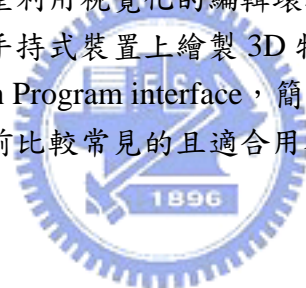 是利用視覺化的編輯環
手持式裝置上繪製 3D 物
n Program interface，簡
前比較常見的且適合用
1896